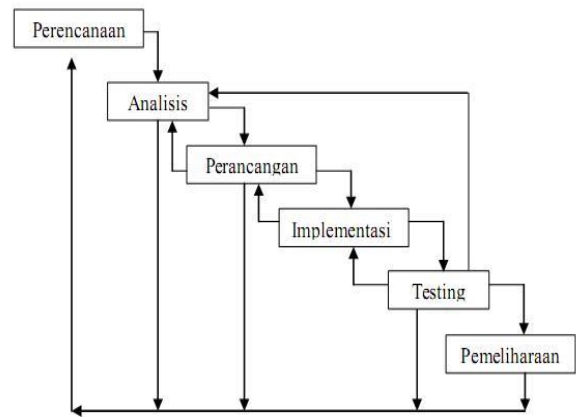 Perencanaan
Analisis
Perancangan
Implementasi
Testing
Pemeliharaan